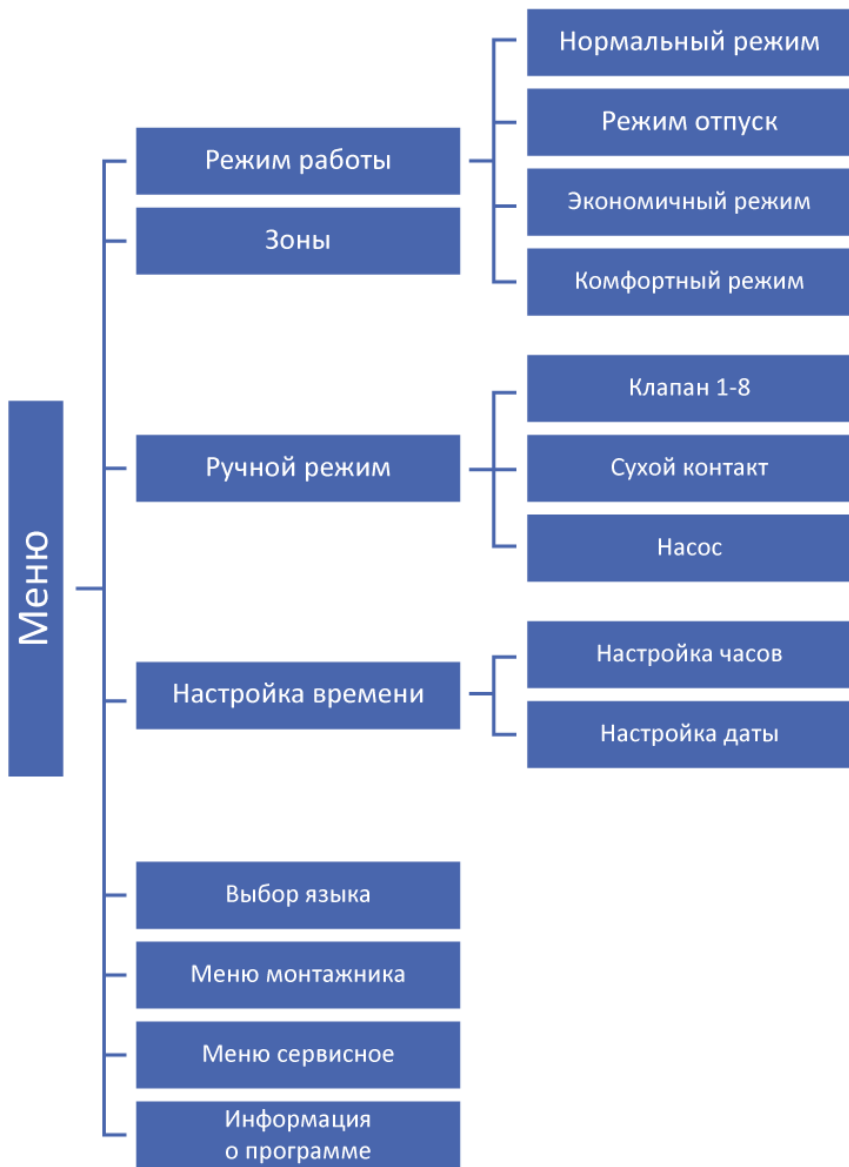 Меню
Режим работы
Нормальный режим
Режим отпуск
Экономичный режим
Комфортный режим
Зоны
Ручной режим
Клапан 1-8
Сухой контакт
Насос
Настройка времени
Настройка часов
Настройка даты
Выбор языка
Меню монтажника
Меню сервисное
Информация
о программе